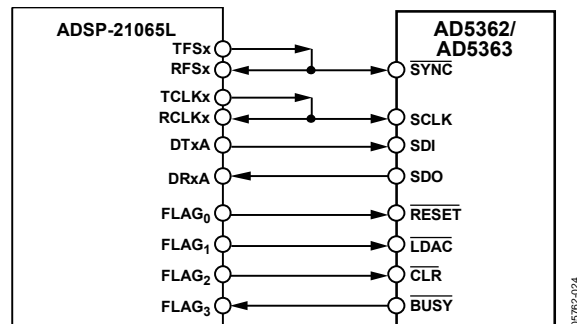 ADSP-21065L
AD5362/
AD5363
TFSx
RFSx
SYNC
TCLKx
RCLKx
SCLK
DTxA
SDI
DRxA
SDO
FLAG0
RESET
FLAG1
LDAC
FLAG2
CLR
FLAG3
BUSY
05762-024